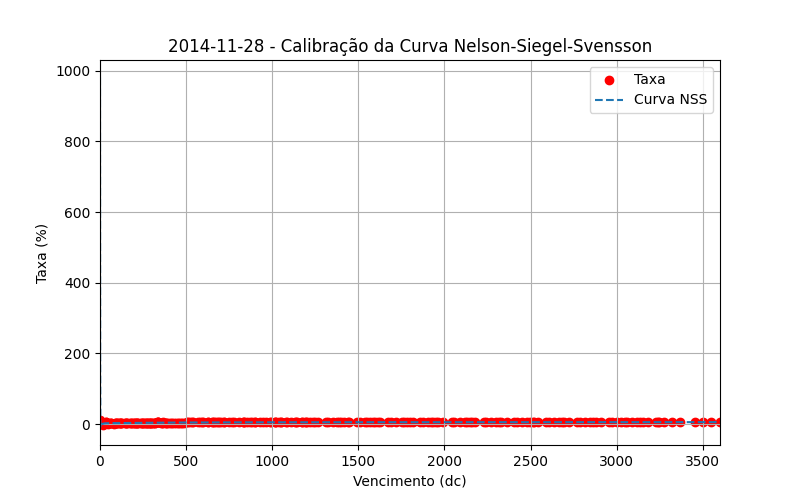 2014-11-28 - Calibração da Curva Nelson-Siegel-Svensson
1000
800
600
400
200
0
Taxa (%)
Taxa
Curva NSS
0 500 1000 1500 2000 2500 3000 3500
Vencimento (dc)